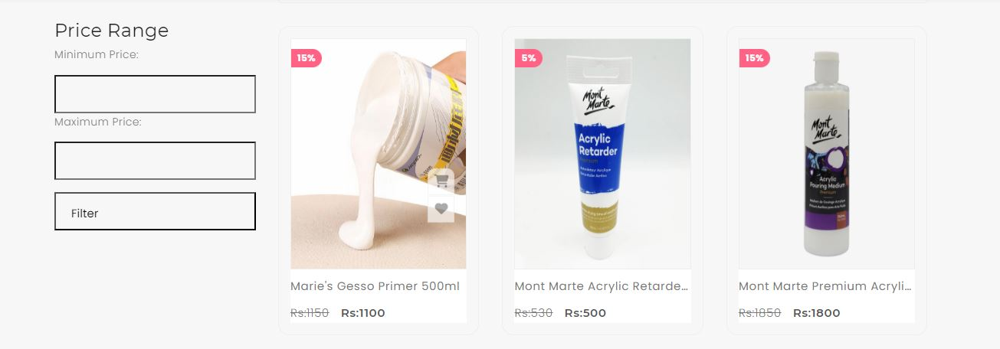 Price Range
Minimum Price:
Maximum Price:
Filter
15%
Marie's Gesso Primer 500ml
Rs:1150 Rs:1100
5%
Mont
Marte
Acrylic
Retarder
Premium
Mont Marte Acrylic Retarde...
Rs:530 Rs:500
15%
Mont
Marte
Acrylic
Pouring Medium
Premium
Mont Marte Premium Acryli...
Rs:1850 Rs:1800